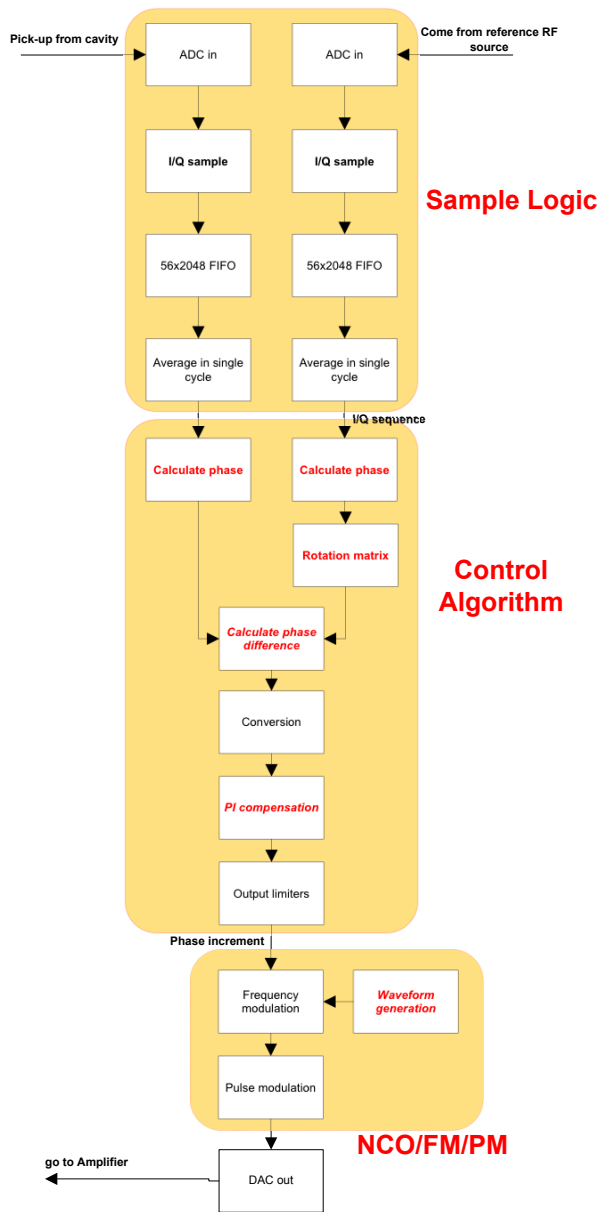 Pick-up from cavity
Come from reference RF
source
ADC in
ADC in
I/Q sample
I/Q sample
Sample Logic
56x2048 FIFO
56x2048 FIFO
Average in single
cycle
Average in single
cycle
I/Q sequence
Calculate phase
Calculate phase
Rotation matrix
Control
Algorithm
Calculate phase
difference
Conversion
PI compensation
Output limiters
Phase increment
Frequency
modulation
Waveform
generation
Pulse modulation
NCO/FM/PM
go to Amplifier
DAC out